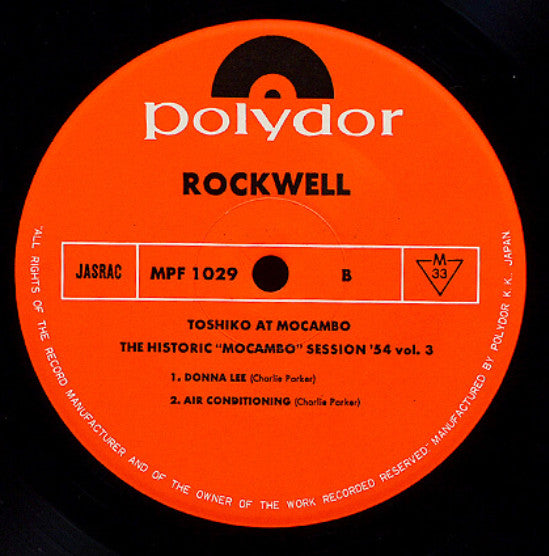 polydor
ROCKWELL
JASRAC MPF 1029 B M 33
TOSHIKO AT MOCAMBO
THE HISTORIC "MOCAMBO" SESSION '54 vol. 3
1. DONNA LEE (Charlie Parker)
2. AIR CONDITIONING (Charlie Parker)
"ALL RIGHTS OF THE RECORD MANUFACTURER AND OF THE OWNER OF THE WORK RECORDED RESERVED" MANUFACTURED BY POLYDOR K.K. JAPAN